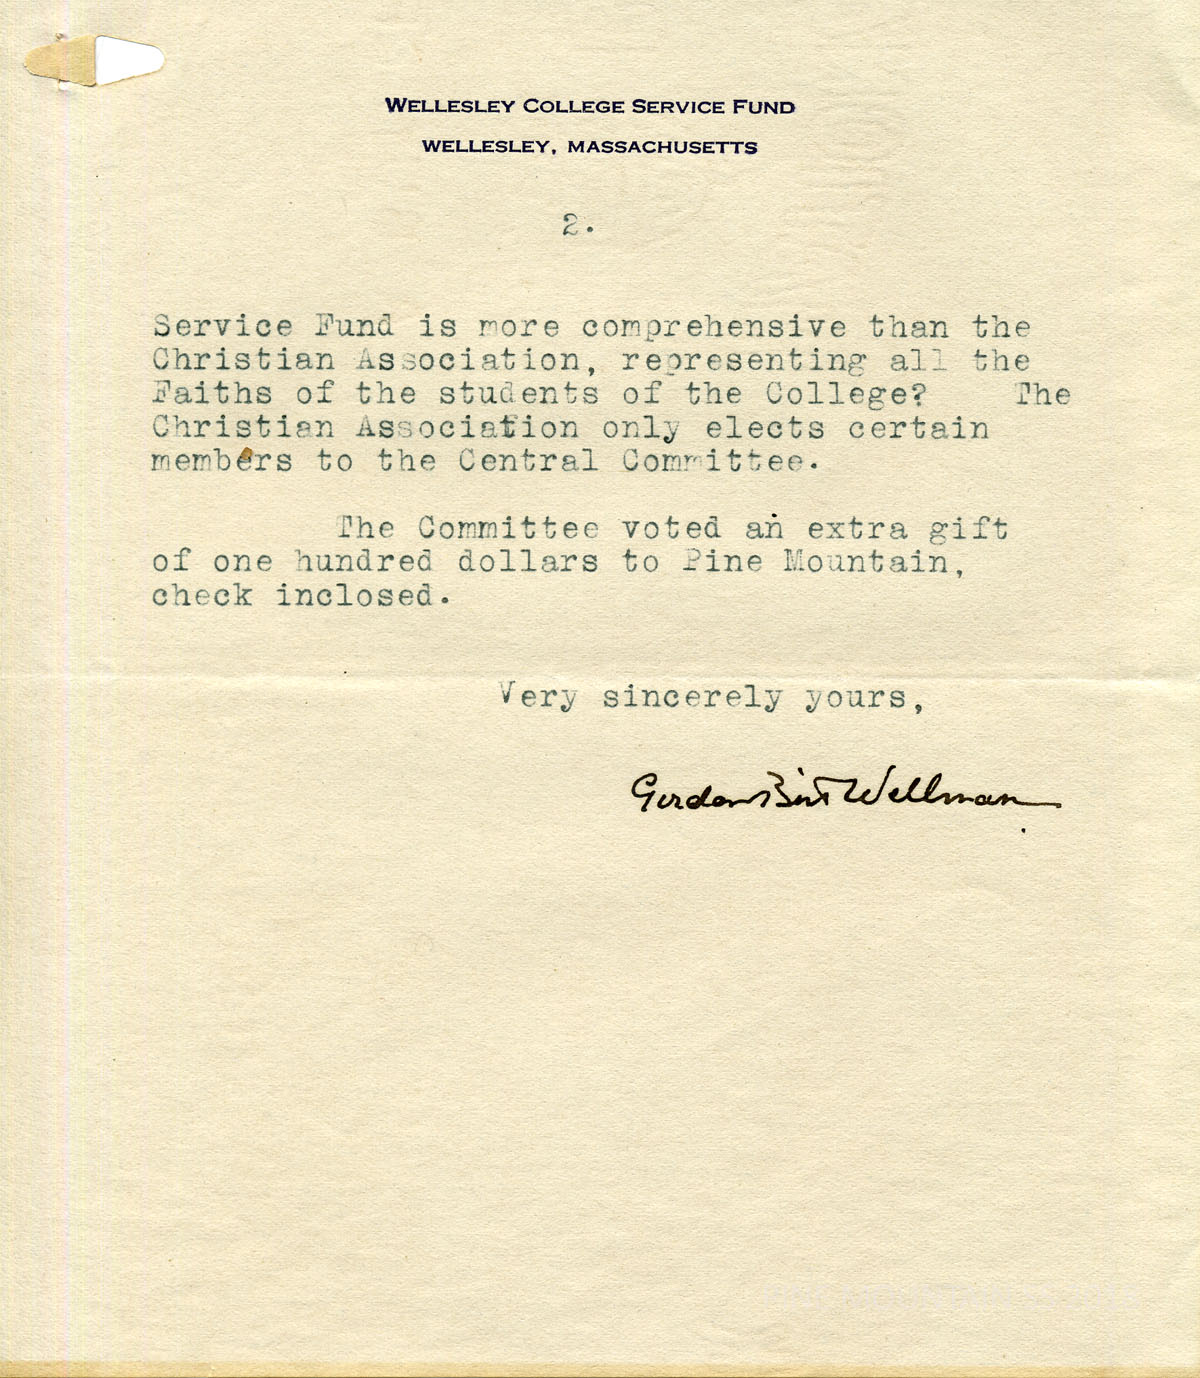 WELLESLEY COLLEGE SERVICE FUND
WELLESLEY, MASSACHUSETTS
2.
Service Fund is more comprehensive than the
Christian Association, representing all the
Faiths of the students of the College? The
Christian Association only elects certain
members to the Central Committee.
The Committee voted an extra gift
of one hundred dollars to Pine Mountain,
check inclosed.
Very sincerely yours,
Gordon Wellman